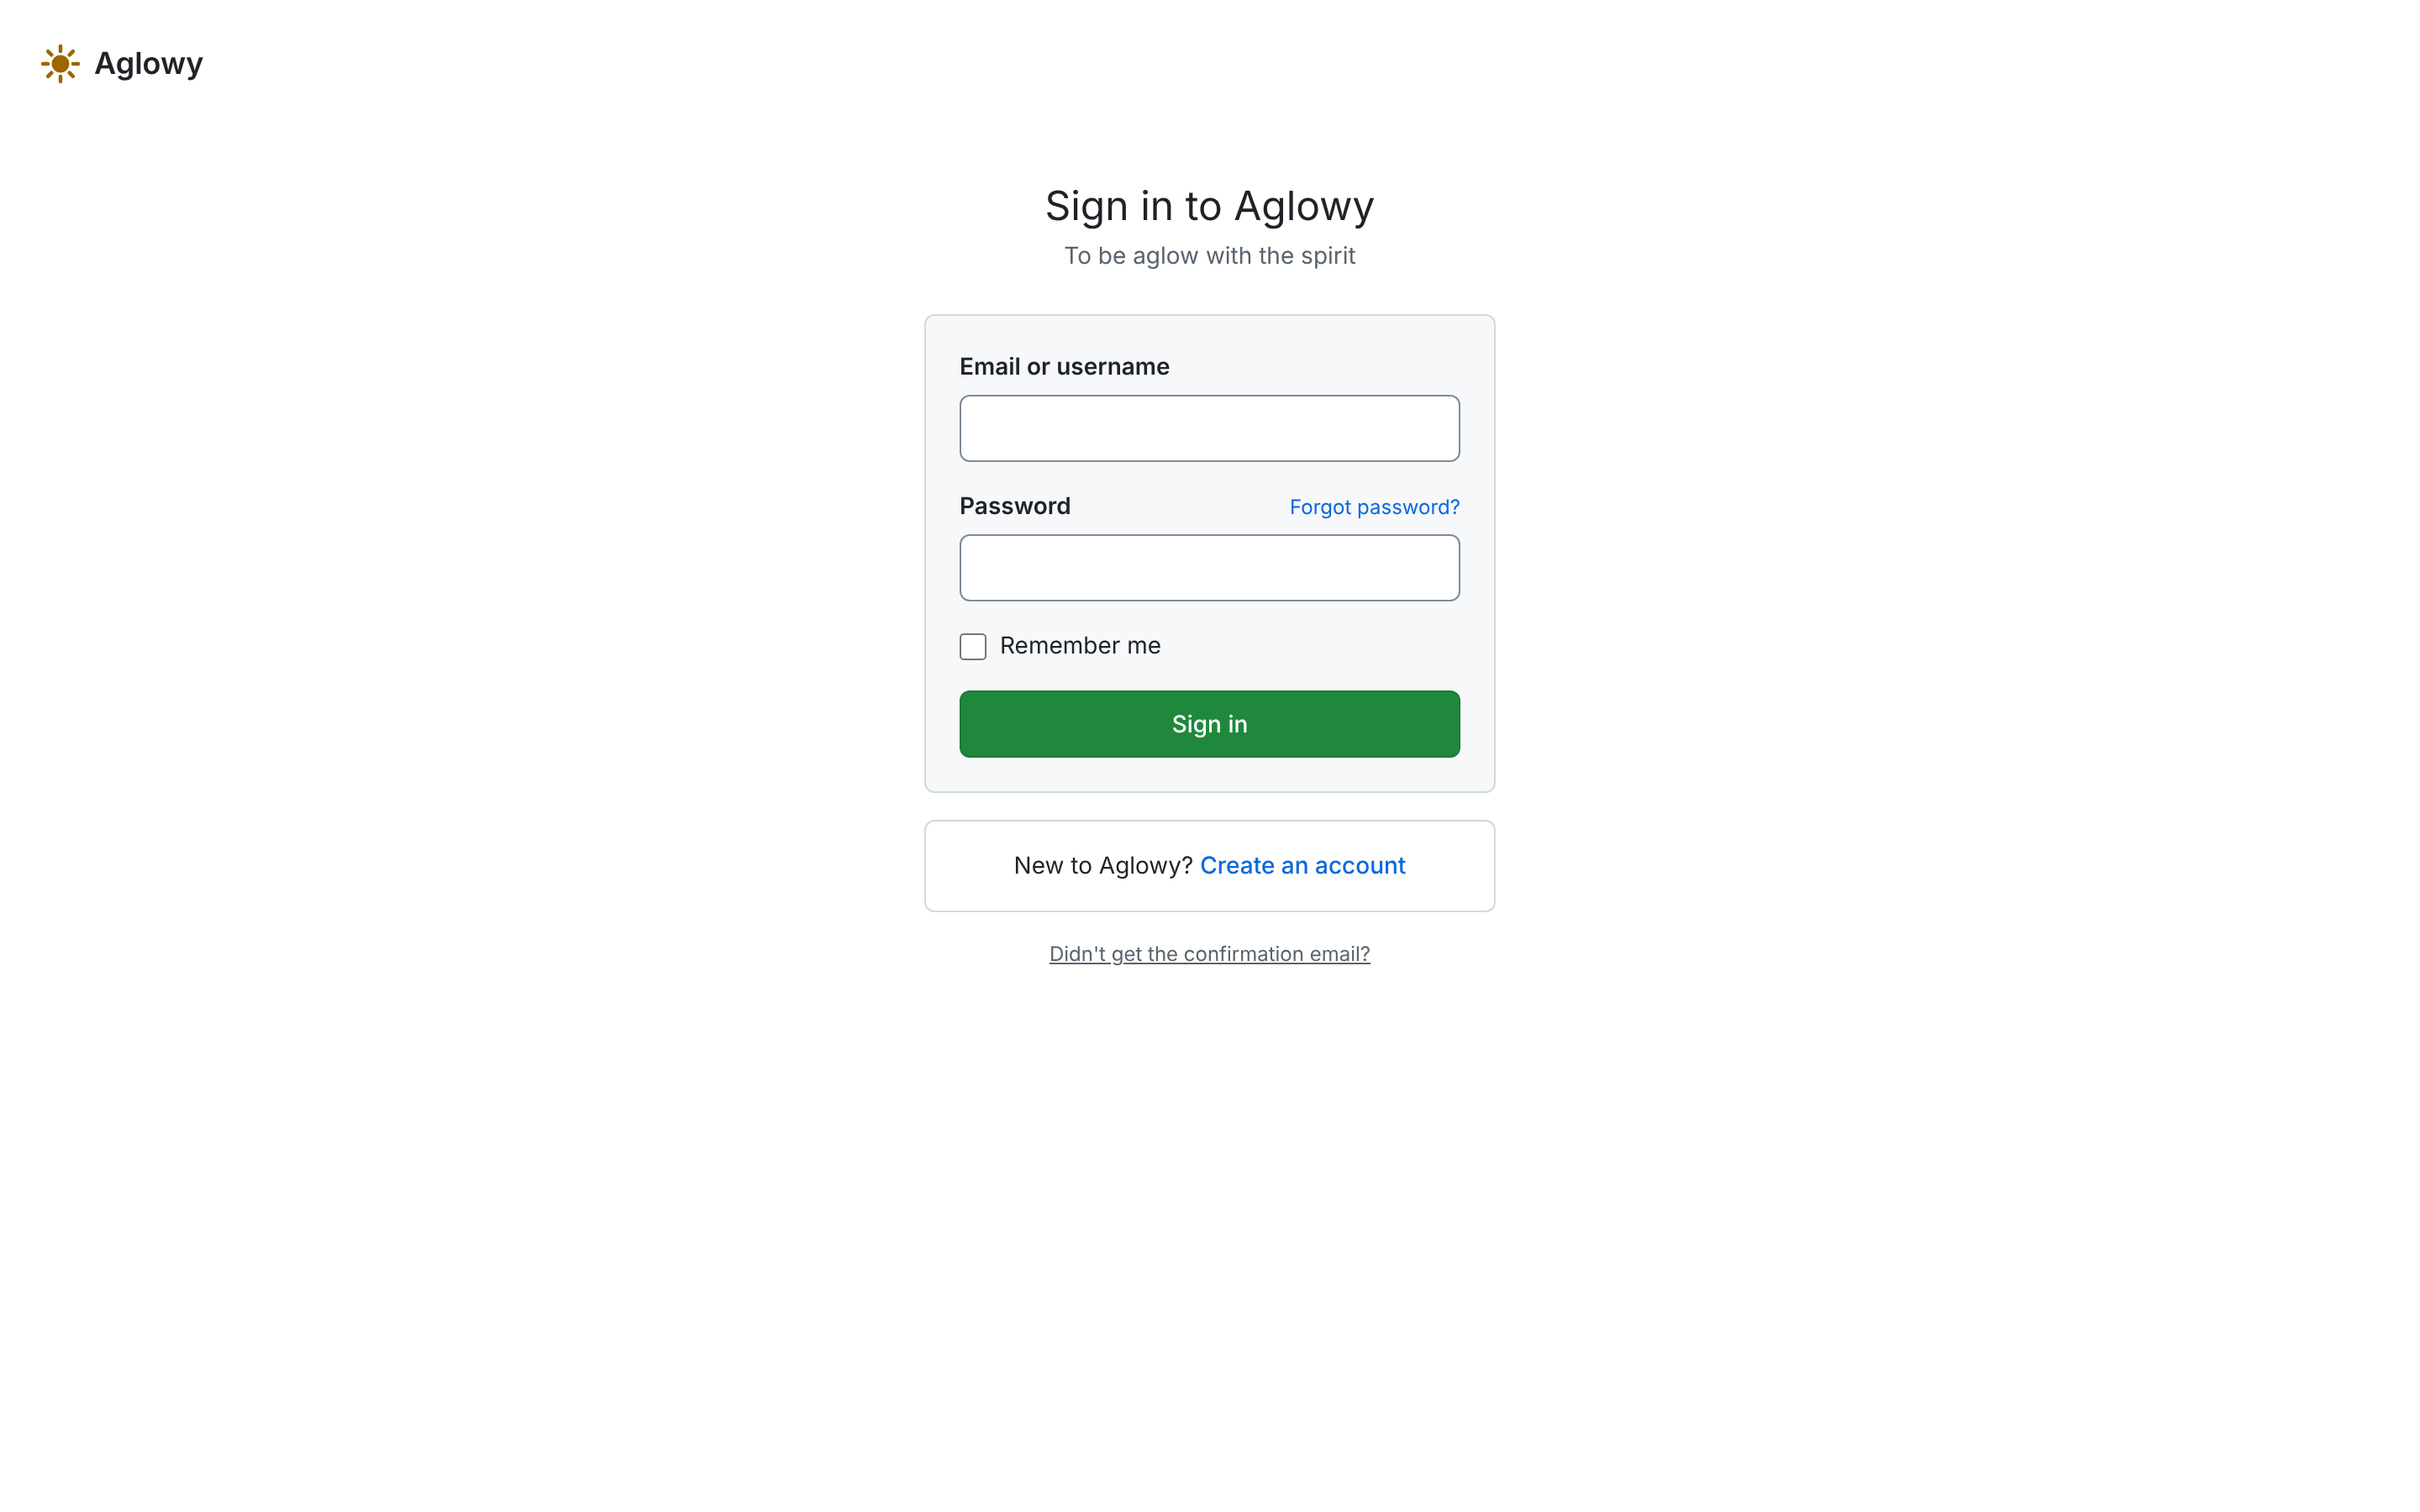 Aglowy
Sign in to Aglowy
To be aglow with the spirit
Email or username
Password
Forgot password?
Remember me
Sign in
New to Aglowy? Create an account
Didn't get the confirmation email?